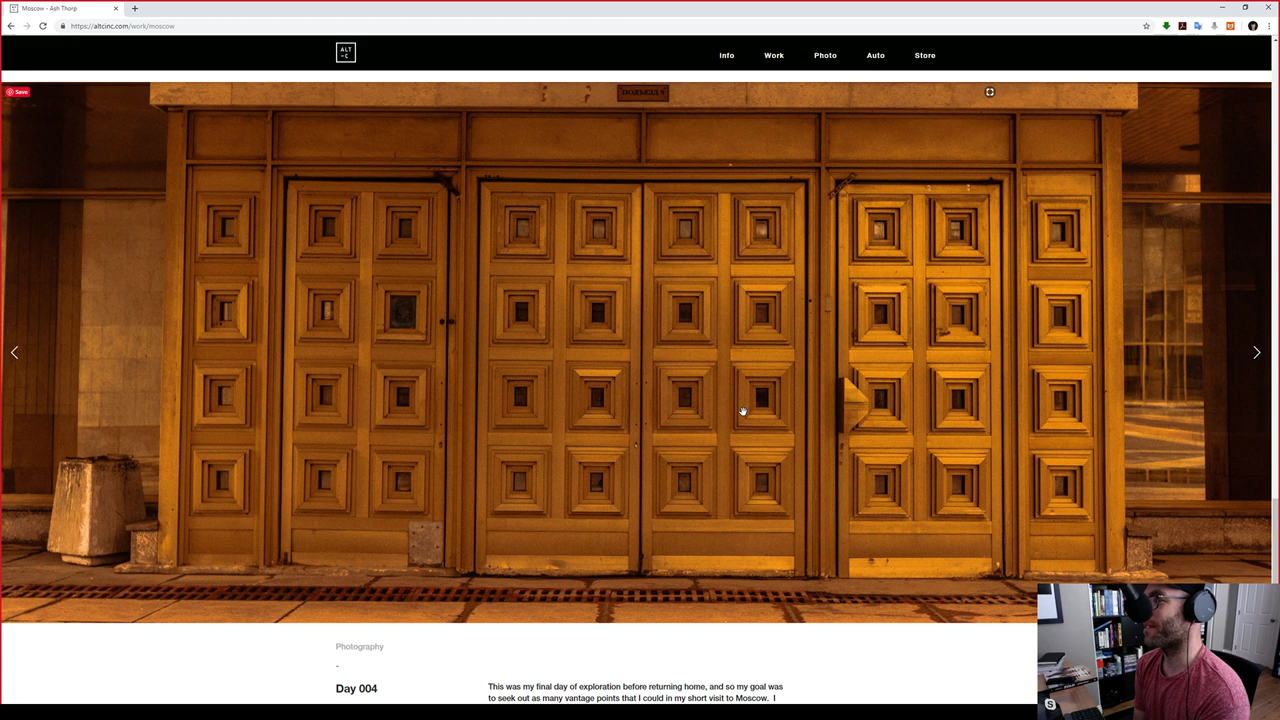 Moscow - Ash Thorp
https://altcinc.com/work/moscow
ALT
-C
Info
Work
Photo
Auto
Store
Save
ПОДЪЕЗД
Photography
-
Day 004
This was my final day of exploration before returning home, and so my goal was
to seek out as many vantage points that I could in my short visit to Moscow. I